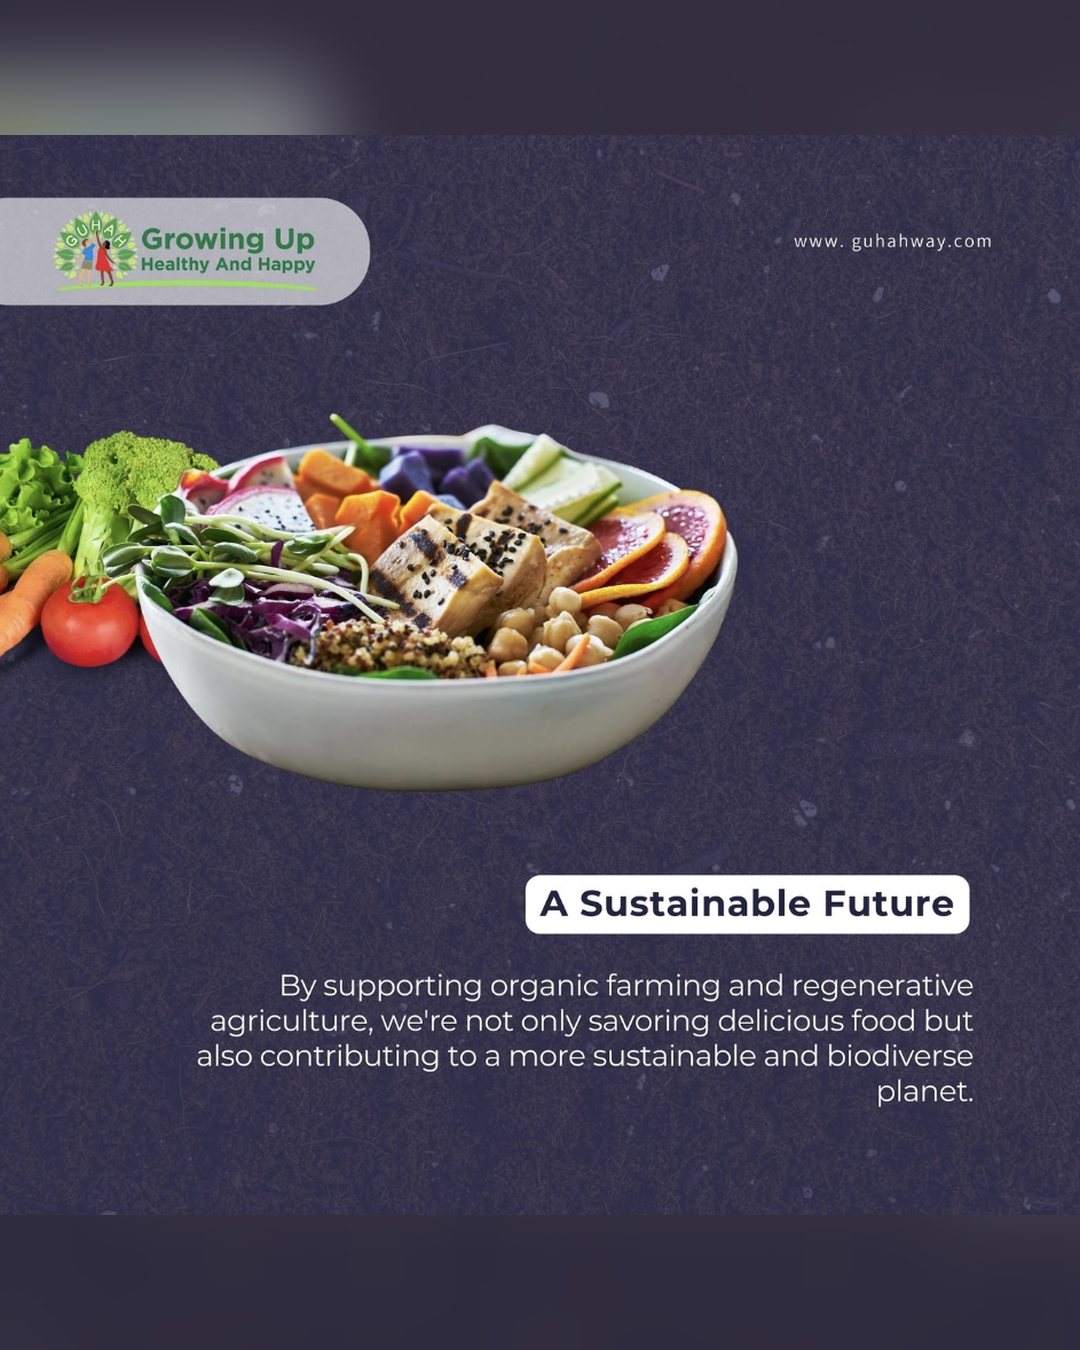 GUHAH
Growing Up
Healthy And Happy
www. guhahway.com
A Sustainable Future
By supporting organic farming and regenerative
agriculture, we're not only savoring delicious food but
also contributing to a more sustainable and biodiverse
planet.